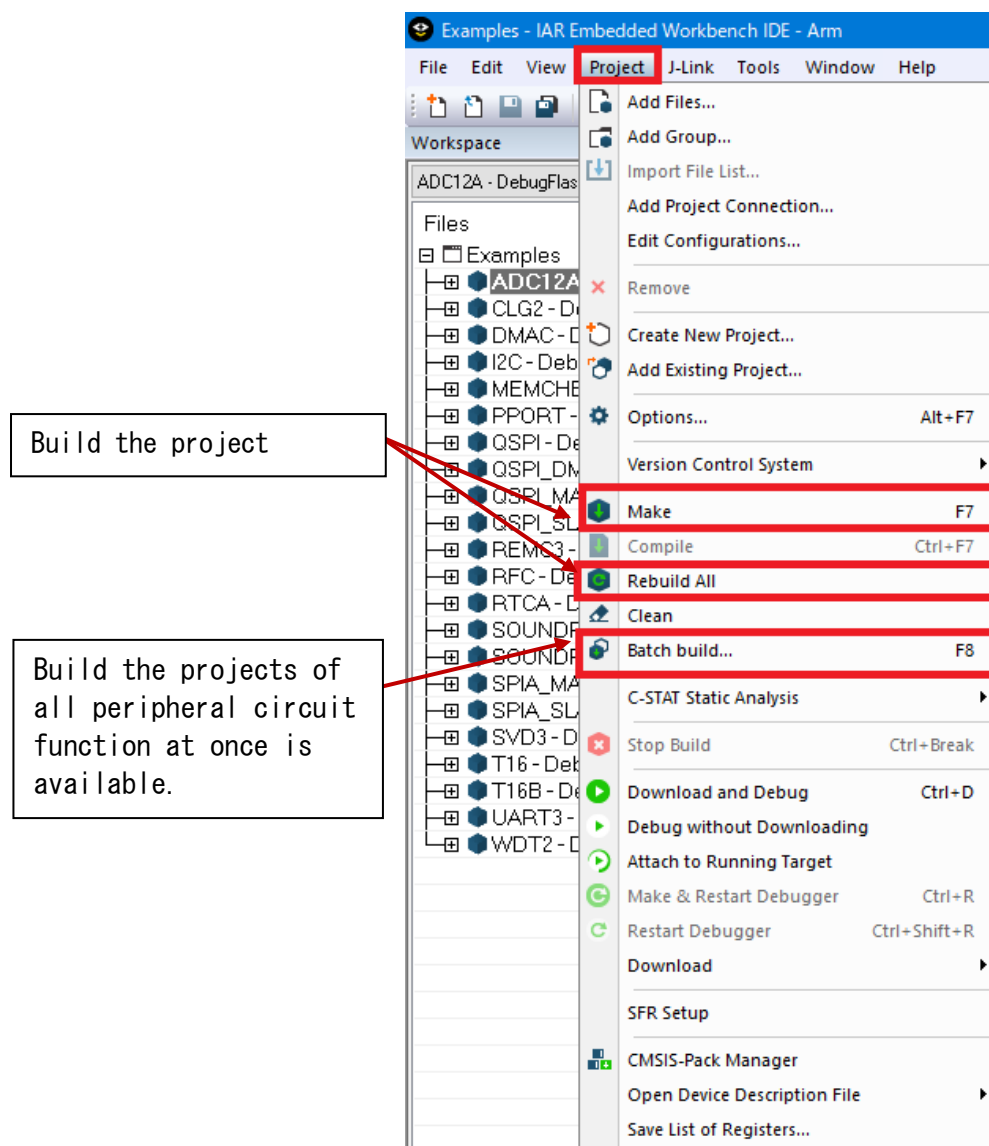 Examples - IAR Embedded Workbench IDE - Arm
File Edit View Project J-Link Tools Window Help
Workspace
ADC12A - DebugFlas
Files
Examples
ADC12A
CLG2 - De
DMAC - D
I2C - Deb
MEMCHE
PPORT -
QSPI - De
QSPI_DM
QSPI_MA
QSPI_SL
REMC3 -
RFC - De
RTCA - D
SOUNDF
SOUNDF
SPIA_MA
SPIA_SL
SVD3 - D
T16 - Deb
T16B - De
UART3 -
WDT2 - D
Add Files...
Add Group...
Import File List...
Add Project Connection...
Edit Configurations...
Remove
Create New Project...
Add Existing Project...
Options... Alt+F7
Version Control System
Make F7
Compile Ctrl+F7
Rebuild All
Clean
Batch build... F8
C-STAT Static Analysis
Stop Build Ctrl+Break
Download and Debug Ctrl+D
Debug without Downloading
Attach to Running Target
Make & Restart Debugger Ctrl+R
Restart Debugger Ctrl+Shift+R
Download
SFR Setup
CMSIS-Pack Manager
Open Device Description File
Save List of Registers...
Build the project
Build the projects of
all peripheral circuit
function at once is
available.